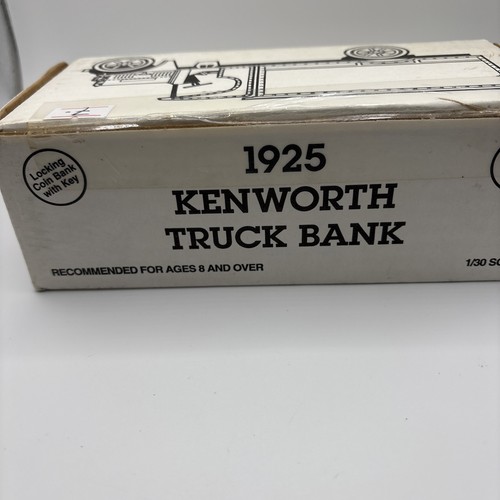 Locking
Coin Bank
with Key
1925
KENWORTH
TRUCK BANK
RECOMMENDED FOR AGES 8 AND OVER
1/30